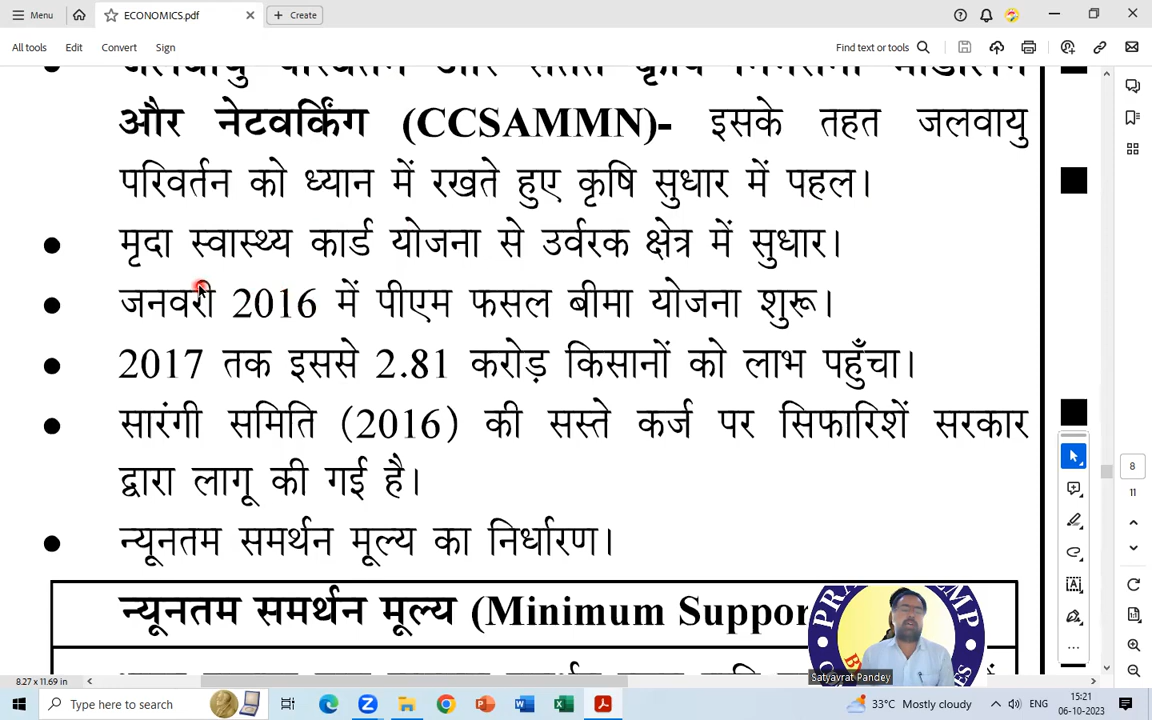 Menu
ECONOMICS.pdf
Create
All tools Edit Convert Sign
Find text or tools
और नेटवर्किंग (CCSAMMN)- इसके तहत जलवायु
परिवर्तन को ध्यान में रखते हुए कृषि सुधार में पहल।
मृदा स्वास्थ्य कार्ड योजना से उर्वरक क्षेत्र में सुधार।
जनवरी 2016 में पीएम फसल बीमा योजना शुरू।
2017 तक इससे 2.81 करोड़ किसानों को लाभ पहुँचा।
सारंगी समिति (2016) की सस्ते कर्ज पर सिफारिशें सरकार
द्वारा लागू की गई है।
न्यूनतम समर्थन मूल्य का निर्धारण।
न्यूनतम समर्थन मूल्य (Minimum Suppor
8
11
Satyavrat Pandey
8.27 x 11.69 in
Type here to search
33°C Mostly cloudy
ENG
15:21
06-10-2023